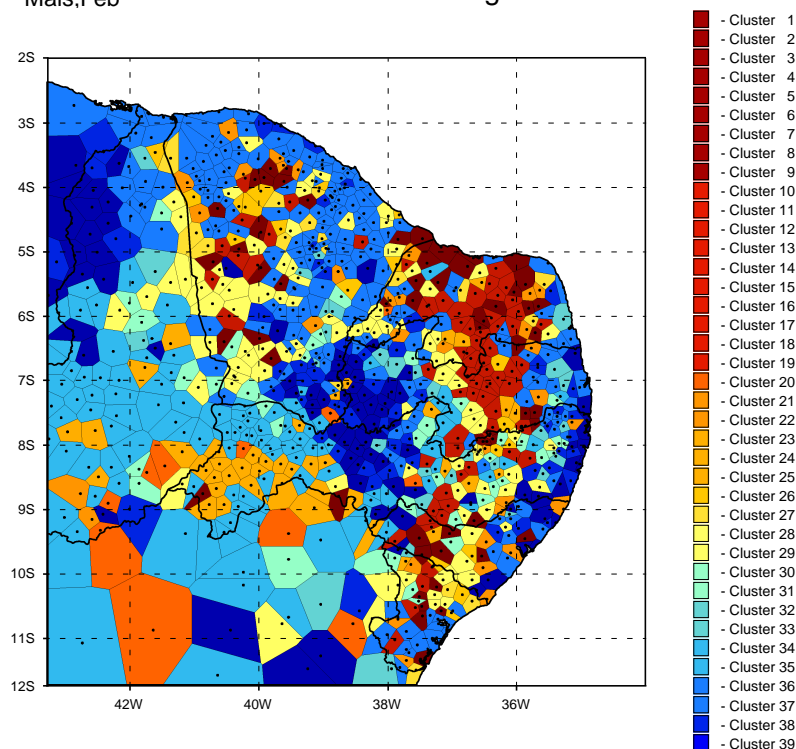 Mais,Feb
g
2S
3S
4S
5S
6S
7S
8S
9S
10S
11S
12S
42W 40W 38W 36W
- Cluster 1
- Cluster 2
- Cluster 3
- Cluster 4
- Cluster 5
- Cluster 6
- Cluster 7
- Cluster 8
- Cluster 9
- Cluster 10
- Cluster 11
- Cluster 12
- Cluster 13
- Cluster 14
- Cluster 15
- Cluster 16
- Cluster 17
- Cluster 18
- Cluster 19
- Cluster 20
- Cluster 21
- Cluster 22
- Cluster 23
- Cluster 24
- Cluster 25
- Cluster 26
- Cluster 27
- Cluster 28
- Cluster 29
- Cluster 30
- Cluster 31
- Cluster 32
- Cluster 33
- Cluster 34
- Cluster 35
- Cluster 36
- Cluster 37
- Cluster 38
- Cluster 39